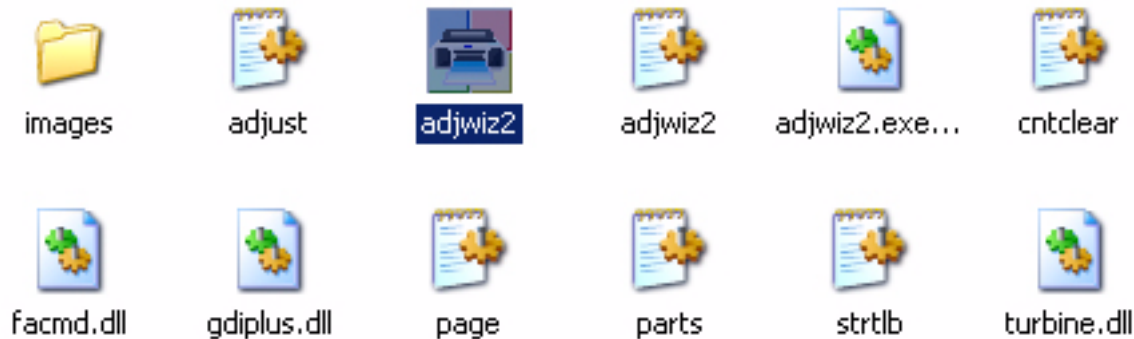 images adjust adjwiz2 adjwiz2 adjwiz2.exe... cntclear
facmd.dll gdiplus.dll page parts strtlb turbine.dll